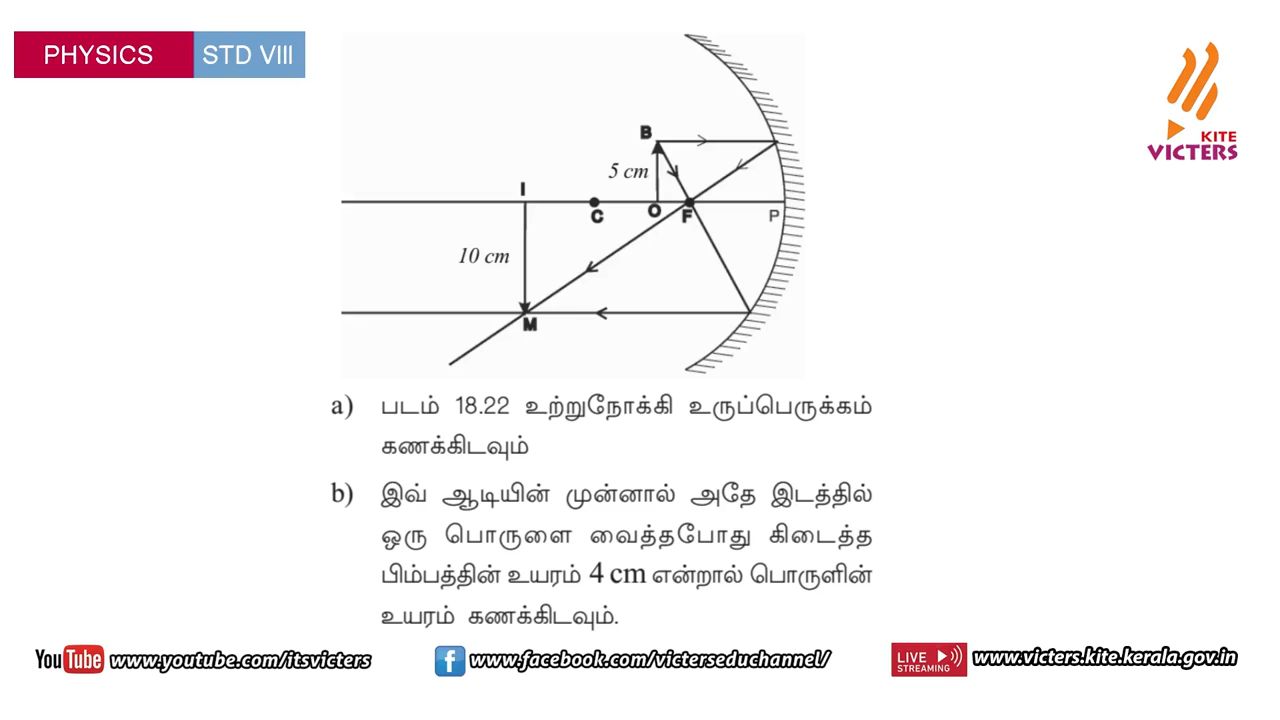 PHYSICS STD VIII
KITE
VICTERS
B
5 cm
I
C O F P
10 cm
M
a) படம் 18.22 உற்றுநோக்கி உருப்பெருக்கம்
கணக்கிடவும்
b) இவ் ஆடியின் முன்னால் அதே இடத்தில்
ஒரு பொருளை வைத்தபோது கிடைத்த
பிம்பத்தின் உயரம் 4 cm என்றால் பொருளின்
உயரம் கணக்கிடவும்.
YouTube www.youtube.com/itsvicters f www.facebook.com/victerseduchannel/ LIVE STREAMING www.victers.kite.kerala.gov.in